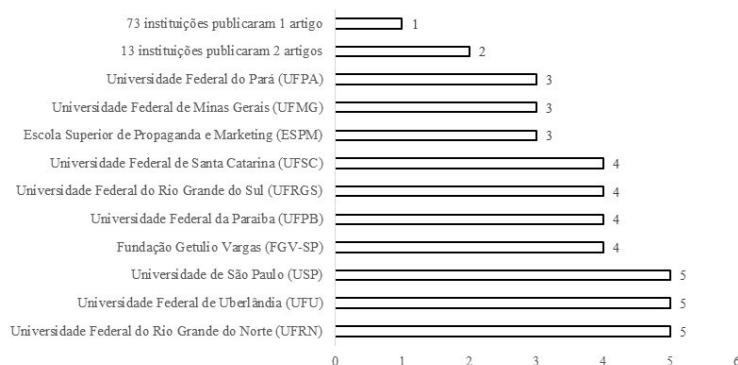 73 instituições publicaram 1 artigo 1
13 instituições publicaram 2 artigos 2
Universidade Federal do Pará (UFPA) 3
Universidade Federal de Minas Gerais (UFMG) 3
Escola Superior de Propaganda e Marketing (ESPM) 3
Universidade Federal de Santa Catarina (UFSC) 4
Universidade Federal do Rio Grande do Sul (UFRGS) 4
Universidade Federal da Paraiba (UFPB) 4
Fundação Getulio Vargas (FGV-SP) 4
Universidade de São Paulo (USP) 5
Universidade Federal de Uberlândia (UFU) 5
Universidade Federal do Rio Grande do Norte (UFRN) 5
0 1 2 3 4 5 6